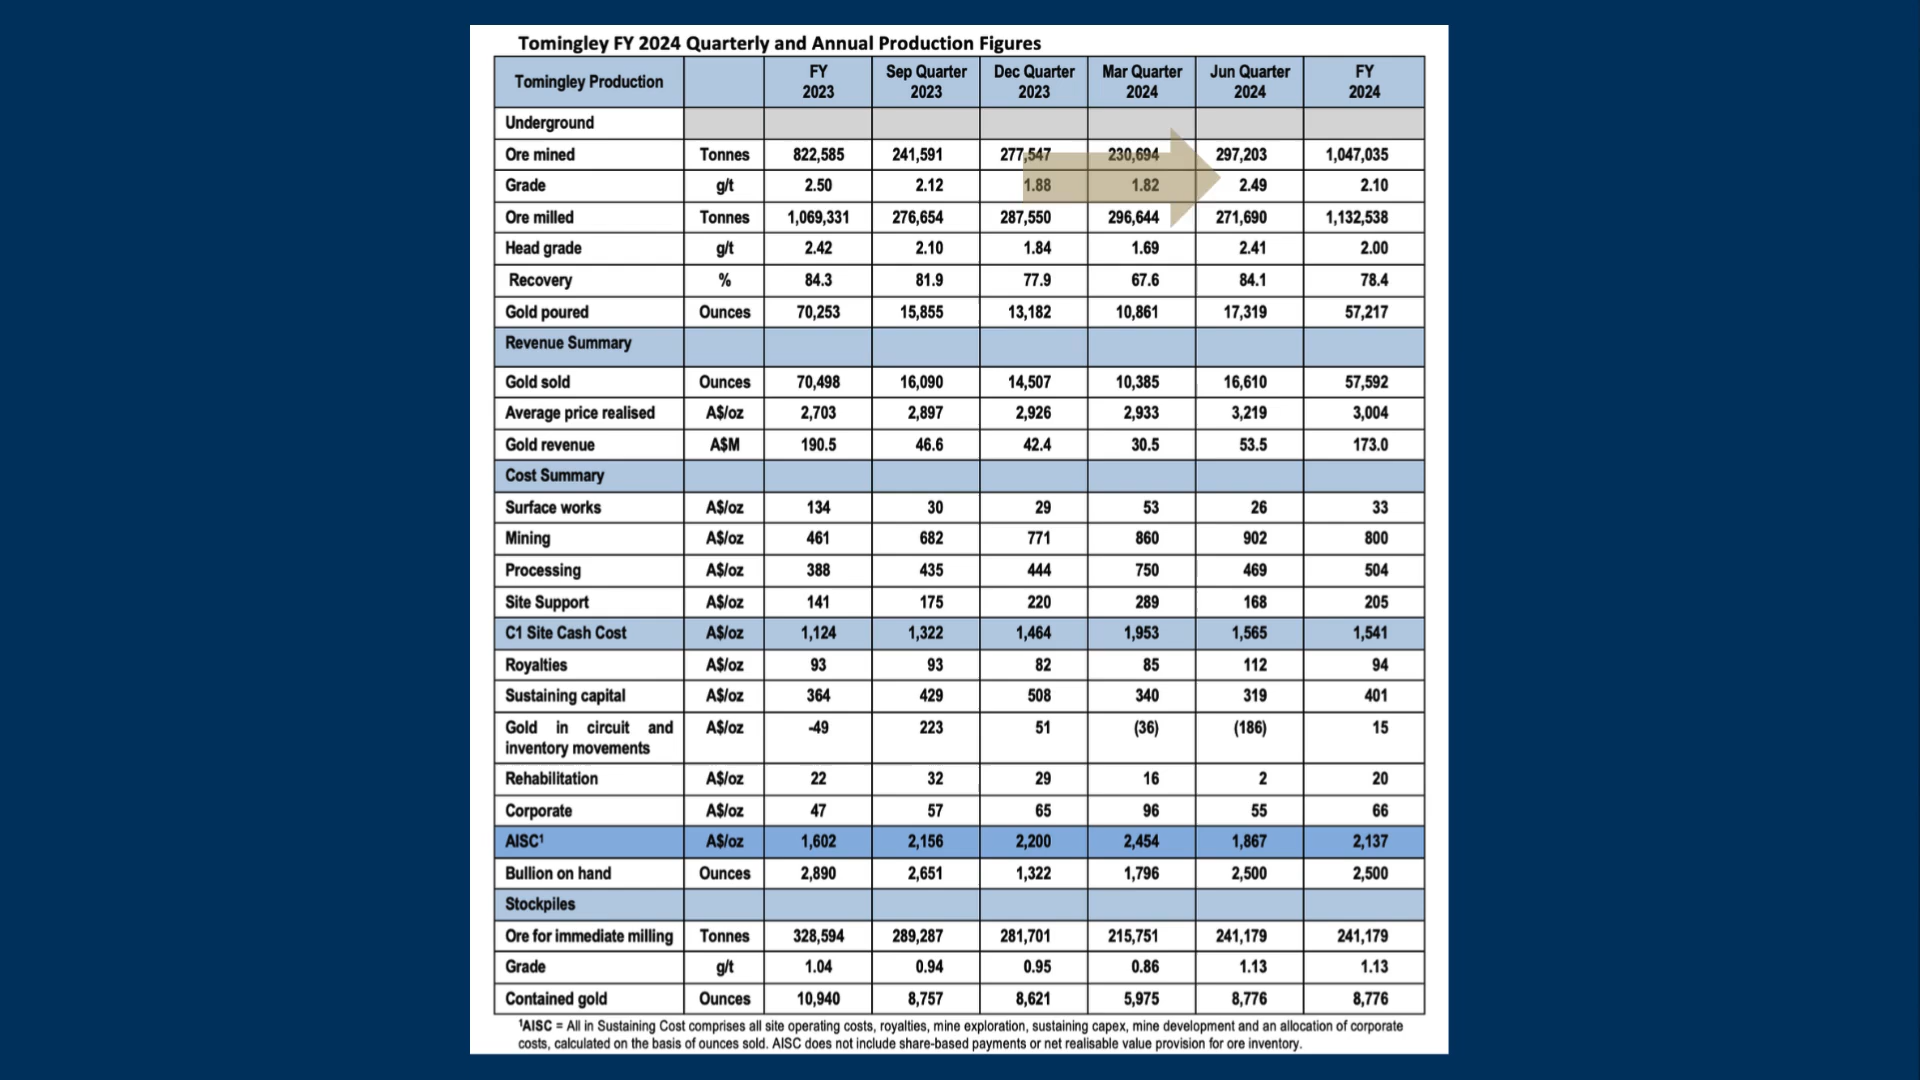 Tomingley FY 2024 Quarterly and Annual Production Figures
Tomingley Production FY 2023 Sep Quarter 2023 Dec Quarter 2023 Mar Quarter 2024 Jun Quarter 2024 FY 2024
Underground
Ore mined Tonnes 822,585 241,591 277,547 230,694 297,203 1,047,035
Grade g/t 2.50 2.12 1.88 1.82 2.49 2.10
Ore milled Tonnes 1,069,331 276,654 287,550 296,644 271,690 1,132,538
Head grade g/t 2.42 2.10 1.84 1.69 2.41 2.00
Recovery % 84.3 81.9 77.9 67.6 84.1 78.4
Gold poured Ounces 70,253 15,855 13,182 10,861 17,319 57,217
Revenue Summary
Gold sold Ounces 70,498 16,090 14,507 10,385 16,610 57,592
Average price realised A$/oz 2,703 2,897 2,926 2,933 3,219 3,004
Gold revenue A$M 190.5 46.6 42.4 30.5 53.5 173.0
Cost Summary
Surface works A$/oz 134 30 29 53 26 33
Mining A$/oz 461 682 771 860 902 800
Processing A$/oz 388 435 444 750 469 504
Site Support A$/oz 141 175 220 289 168 205
C1 Site Cash Cost A$/oz 1,124 1,322 1,464 1,953 1,565 1,541
Royalties A$/oz 93 93 82 85 112 94
Sustaining capital A$/oz 364 429 508 340 319 401
Gold in circuit and inventory movements A$/oz -49 223 51 (36) (186) 15
Rehabilitation A$/oz 22 32 29 16 2 20
Corporate A$/oz 47 57 65 96 55 66
AISC¹ A$/oz 1,602 2,156 2,200 2,454 1,867 2,137
Bullion on hand Ounces 2,890 2,651 1,322 1,796 2,500 2,500
Stockpiles
Ore for immediate milling Tonnes 328,594 289,287 281,701 215,751 241,179 241,179
Grade g/t 1.04 0.94 0.95 0.86 1.13 1.13
Contained gold Ounces 10,940 8,757 8,621 5,975 8,776 8,776
¹AISC = All in Sustaining Cost comprises all site operating costs, royalties, mine exploration, sustaining capex, mine development and an allocation of corporate
costs, calculated on the basis of ounces sold. AISC does not include share-based payments or net realisable value provision for ore inventory.